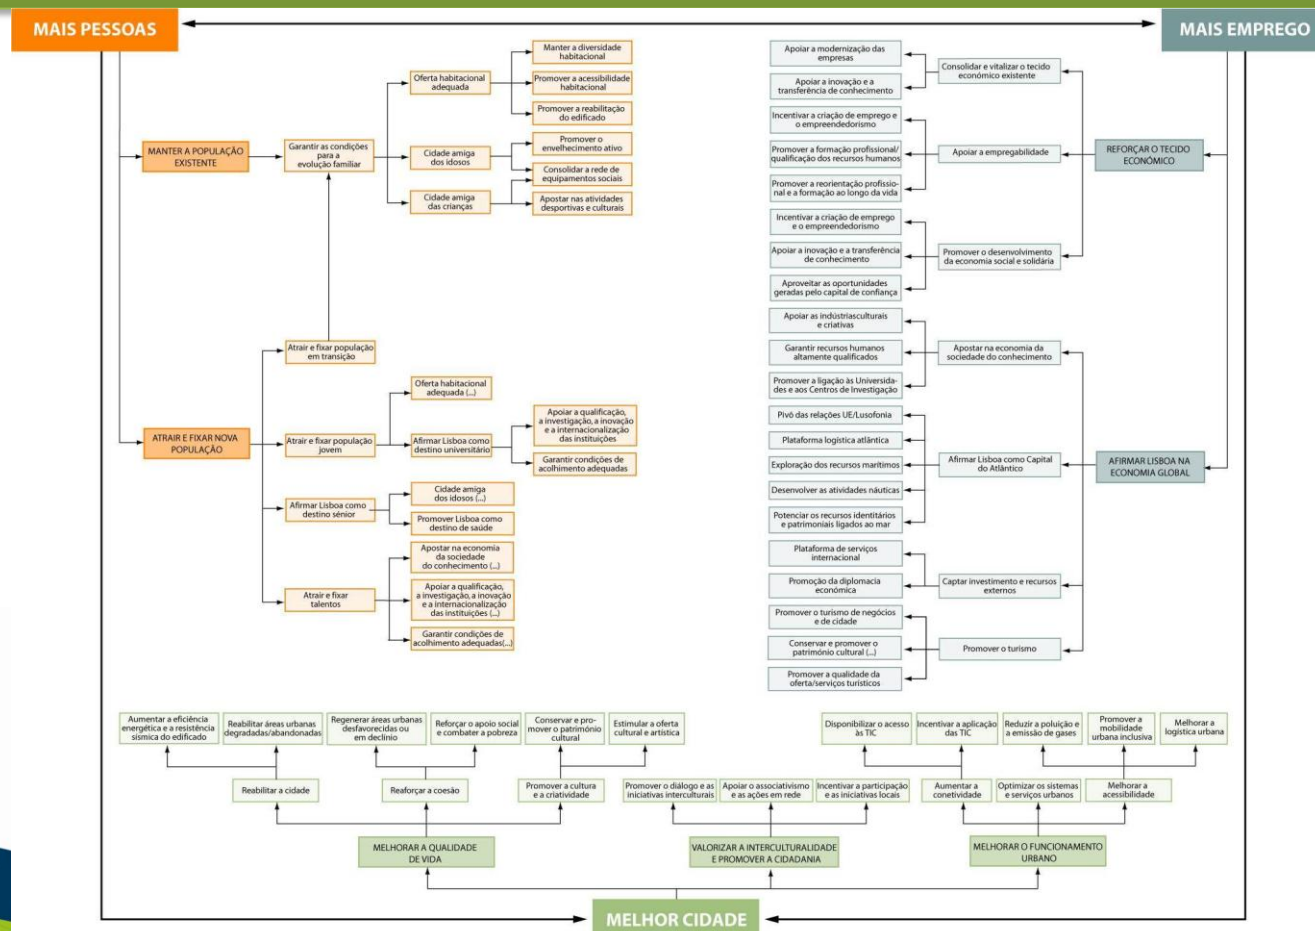 MAIS PESSOAS
MAIS EMPREGO
MANTER A POPULAÇÃO
EXISTENTE
Garantir as condições
para a
evolução familiar
Oferta habitacional
adequada
Manter a diversidade
habitacional
Promover a acessibilidade
habitacional
Promover a reabilitação
do edificado
Cidade amiga
dos idosos
Promover o
envelhecimento ativo
Consolidar a rede de
equipamentos sociais
Cidade amiga
das crianças
Apostar nas atividades
desportivas e culturais
ATRAIR E FIXAR NOVA
POPULAÇÃO
Atrair e fixar população
em transição
Atrair e fixar população
jovem
Oferta habitacional
adequada (...)
Afirmar Lisboa como
destino universitário
Apoiar a qualificação,
a investigação, a inovação
e a internacionalização
das instituições
Garantir condições de
acolhimento adequadas
Afirmar Lisboa como
destino sénior
Cidade amiga
dos idosos (...)
Promover Lisboa como
destino de saúde
Atrair e fixar
talentos
Apostar na economia
da sociedade
do conhecimento (...)
Apoiar a qualificação,
a investigação, a inovação
e a internacionalização
das instituições (...)
Garantir condições de
acolhimento adequadas(...)
REFORÇAR O TECIDO
ECONÓMICO
Consolidar e vitalizar o tecido
económico existente
Apoiar a modernização das
empresas
Apoiar a inovação e a
transferência de conhecimento
Apoiar a empregabilidade
Incentivar a criação de emprego e
o empreendedorismo
Promover a formação profissional/
qualificação dos recursos humanos
Promover a reorientação profissio-
nal e a formação ao longo da vida
Promover o desenvolvimento
da economia social e solidária
Incentivar a criação de emprego
e o empreendedorismo
Apoiar a inovação e a transferência
de conhecimento
Aproveitar as oportunidades
geradas pelo capital de confiança
AFIRMAR LISBOA NA
ECONOMIA GLOBAL
Apostar na economia da
sociedade do conhecimento
Apoiar as indústriasculturais
e criativas
Garantir recursos humanos
altamente qualificados
Promover a ligação às Universida-
des e aos Centros de Investigação
Afirmar Lisboa como Capital
do Atlântico
Pivô das relações UE/Lusofonia
Plataforma logística atlântica
Exploração dos recursos marítimos
Desenvolver as atividades náuticas
Potenciar os recursos identitários
e patrimoniais ligados ao mar
Captar investimento e recursos
externos
Plataforma de serviços
internacional
Promoção da diplomacia
económica
Promover o turismo
Promover o turismo de negócios
e de cidade
Conservar e promover o
património cultural (...)
Promover a qualidade da
oferta/serviços turísticos
Aumentar a eficiência
energética e a resistência
sísmica do edificado
Reabilitar áreas urbanas
degradadas/abandonadas
Regenerar áreas urbanas
desfavorecidas ou
em declínio
Reforçar o apoio social
e combater a pobreza
Conservar e pro-
mover o património
cultural
Estimular a oferta
cultural e artística
Disponibilizar o acesso
às TIC
Incentivar a aplicação
das TIC
Reduzir a poluição e
a emissão de gases
Promover a
mobilidade
urbana inclusiva
Melhorar a
logística urbana
Reabilitar a cidade
Reaforçar a coesão
Promover a cultura
e a criatividade
Promover o diálogo e as
iniciativas interculturais
Apoiar o associativismo
e as ações em rede
Incentivar a participação
e as iniciativas locais
Aumentar a
conetividade
Optimizar os sistemas
e serviços urbanos
Melhorar a
acessibilidade
MELHORAR A QUALIDADE
DE VIDA
VALORIZAR A INTERCULTURALIDADE
E PROMOVER A CIDADANIA
MELHORAR O FUNCIONAMENTO
URBANO
MELHOR CIDADE